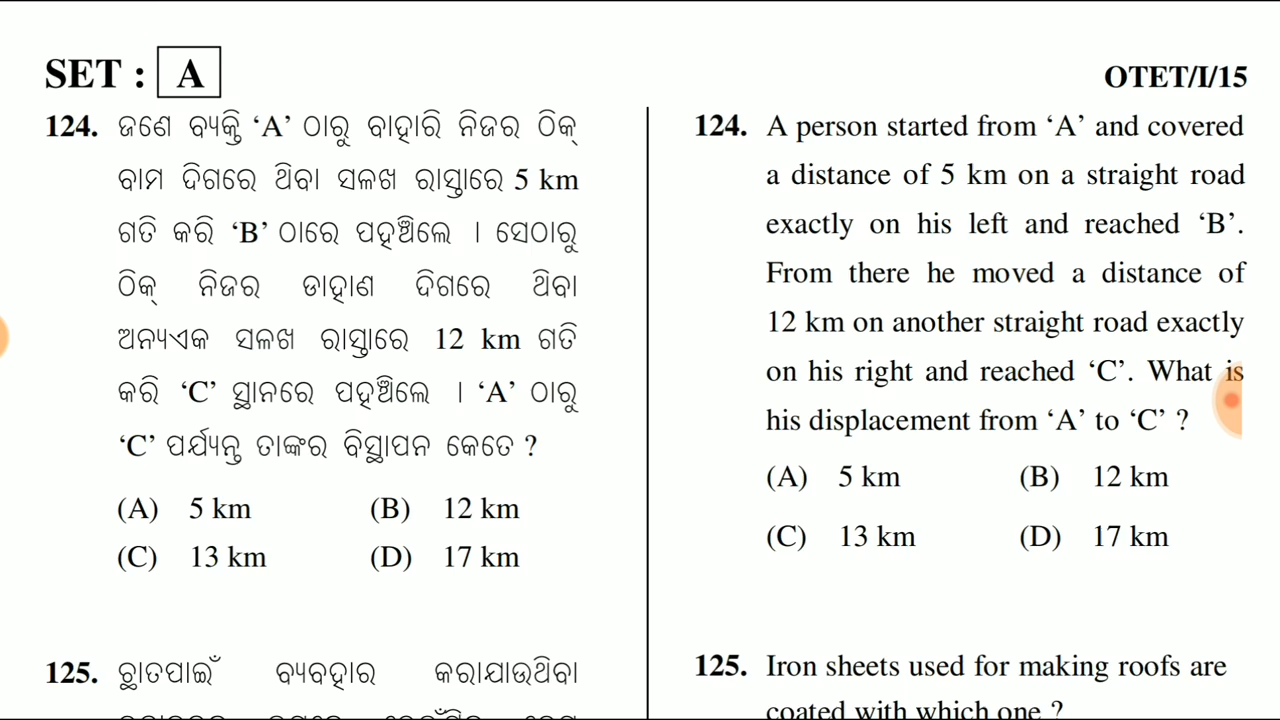 SET : A
OTET/I/15
124. ଜଣେ ବ୍ୟକ୍ତି ‘A’ ଠାରୁ ବାହାରି ନିଜର ଠିକ୍
ବାମ ଦିଗରେ ଥିବା ସଳଖ ରାସ୍ତାରେ 5 km
ଗତି କରି ‘B’ ଠାରେ ପହଞ୍ଚିଲେ । ସେଠାରୁ
ଠିକ୍ ନିଜର ଡାହାଣ ଦିଗରେ ଥିବା
ଅନ୍ୟଏକ ସଳଖ ରାସ୍ତାରେ 12 km ଗତି
କରି ‘C’ ସ୍ଥାନରେ ପହଞ୍ଚିଲେ । ‘A’ ଠାରୁ
‘C’ ପର୍ଯ୍ୟନ୍ତ ତାଙ୍କର ବିସ୍ଥାପନ କେତେ ?
(A) 5 km (B) 12 km
(C) 13 km (D) 17 km
125. ଛାତପାଇଁ ବ୍ୟବହାର କରାଯାଉଥିବା
124. A person started from ‘A’ and covered
a distance of 5 km on a straight road
exactly on his left and reached ‘B’.
From there he moved a distance of
12 km on another straight road exactly
on his right and reached ‘C’. What is
his displacement from ‘A’ to ‘C’ ?
(A) 5 km (B) 12 km
(C) 13 km (D) 17 km
125. Iron sheets used for making roofs are
coated with which one ?